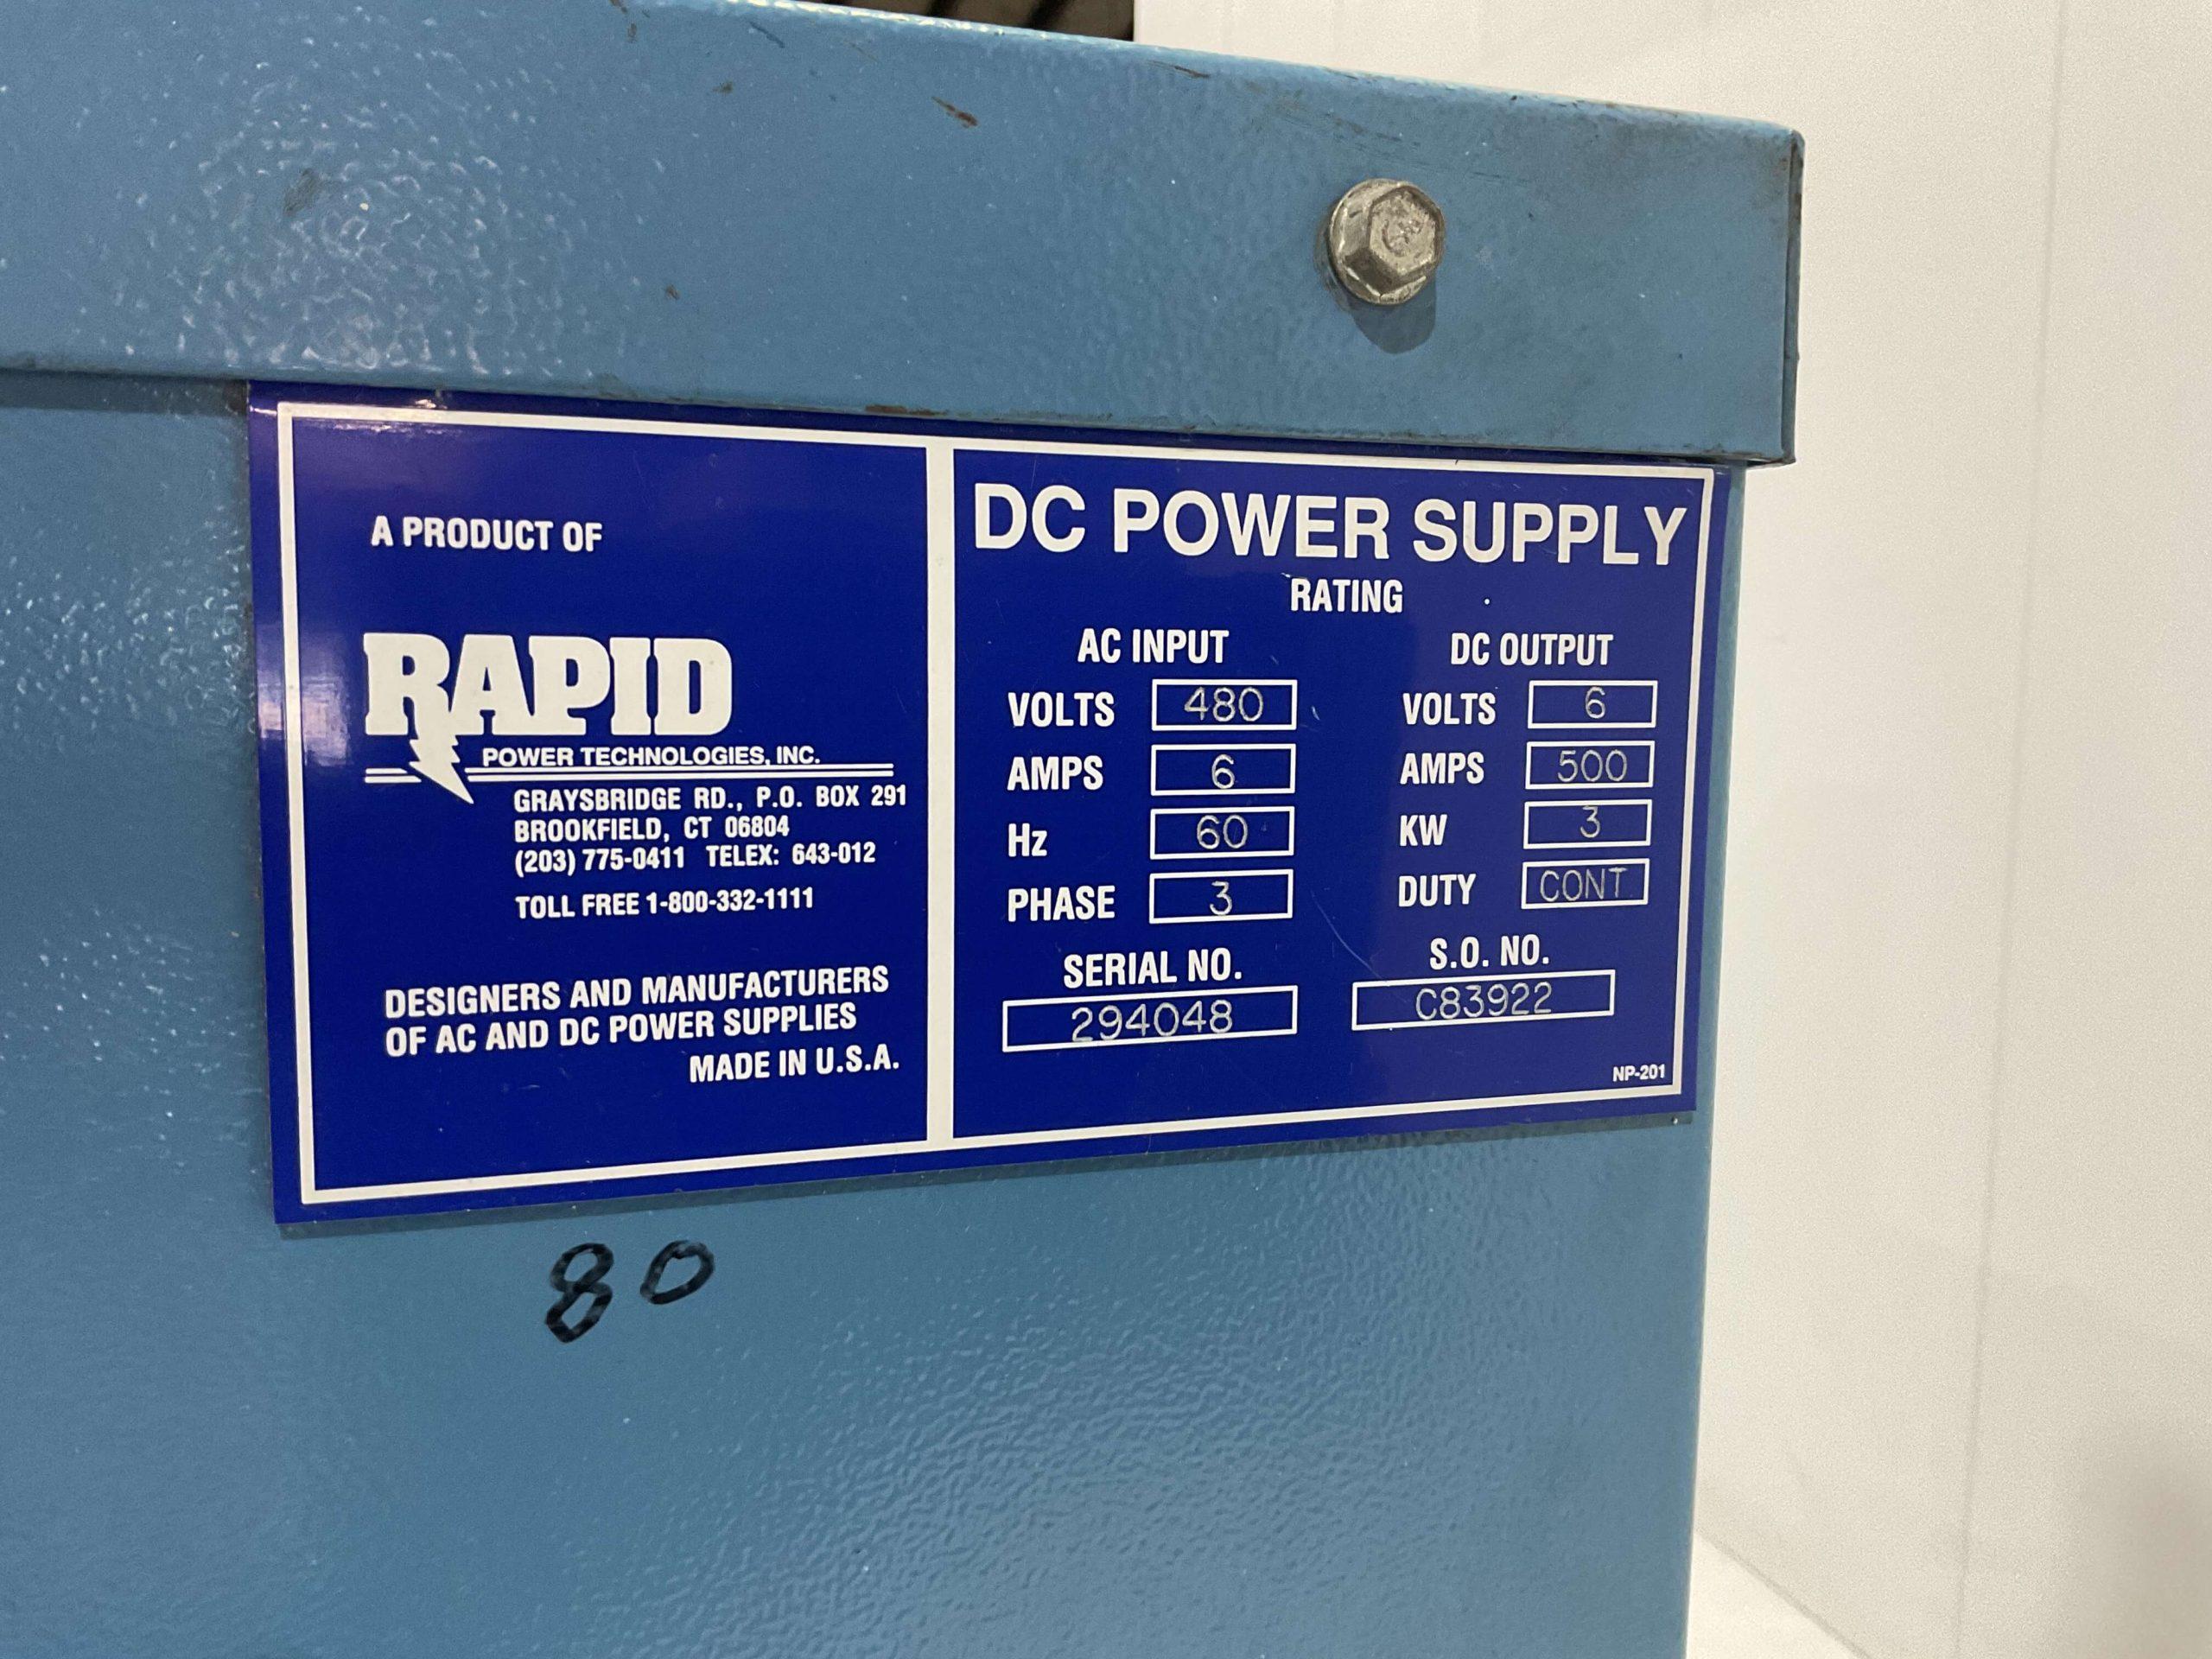 A PRODUCT OF
RAPID
POWER TECHNOLOGIES, INC.
GRAYSBRIDGE RD., P.O. BOX 291
BROOKFIELD, CT 06804
(203) 775-0411 TELEX: 643-012
TOLL FREE 1-800-332-1111
DESIGNERS AND MANUFACTURERS
OF AC AND DC POWER SUPPLIES
MADE IN U.S.A.
DC POWER SUPPLY
RATING
AC INPUT
VOLTS 480
AMPS 6
Hz 60
PHASE 3
SERIAL NO.
294048
DC OUTPUT
VOLTS 6
AMPS 500
KW 3
DUTY CONT
S.O. NO.
C83922
NP-201
80